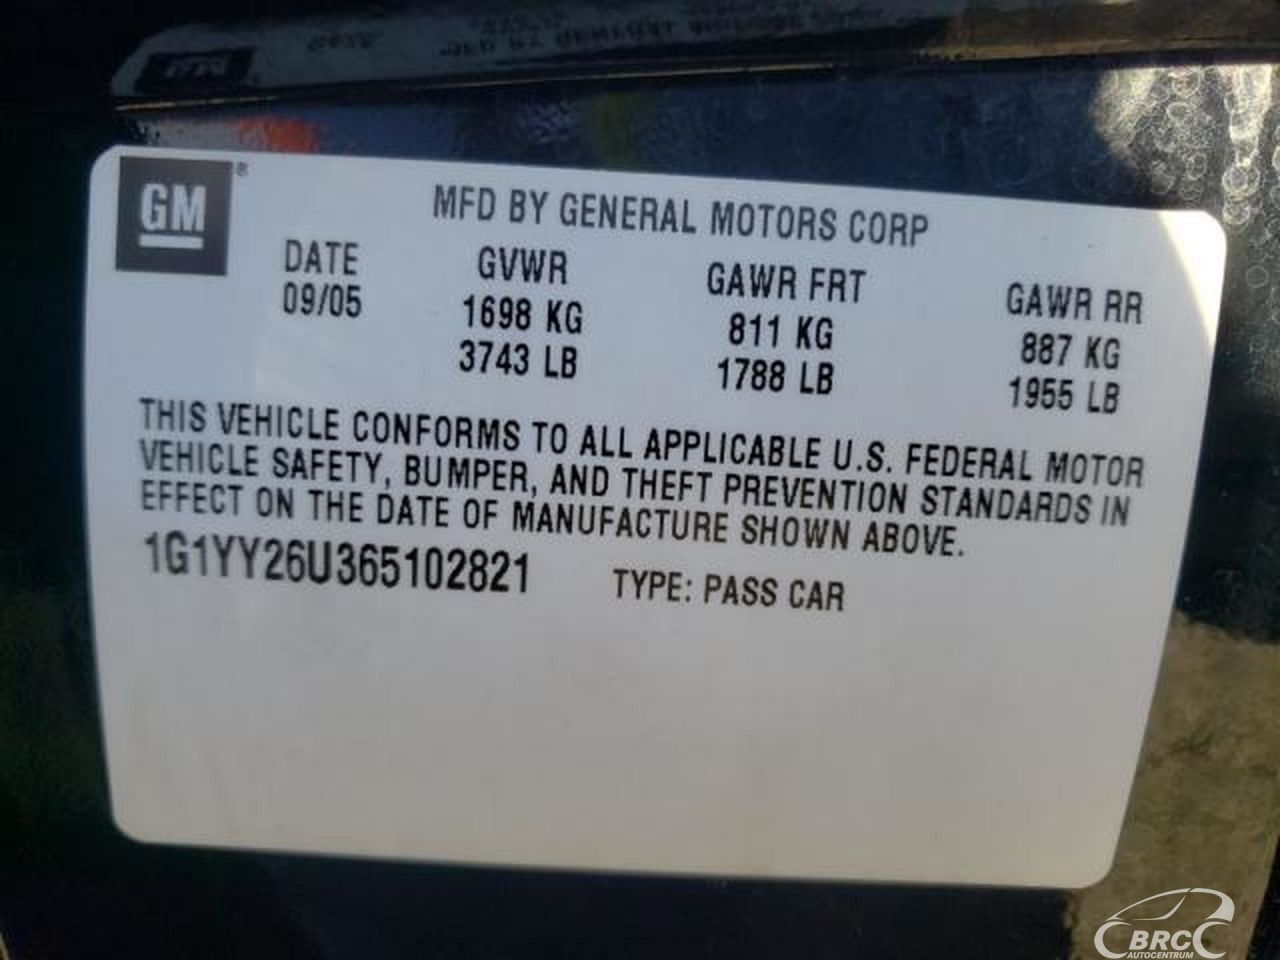 GM ®
MFD BY GENERAL MOTORS CORP
DATE GVWR GAWR FRT GAWR RR
09/05 1698 KG 811 KG 887 KG
3743 LB 1788 LB 1955 LB
THIS VEHICLE CONFORMS TO ALL APPLICABLE U.S. FEDERAL MOTOR
VEHICLE SAFETY, BUMPER, AND THEFT PREVENTION STANDARDS IN
EFFECT ON THE DATE OF MANUFACTURE SHOWN ABOVE.
1G1YY26U365102821 TYPE: PASS CAR
BRC
AUTOCENTRUM